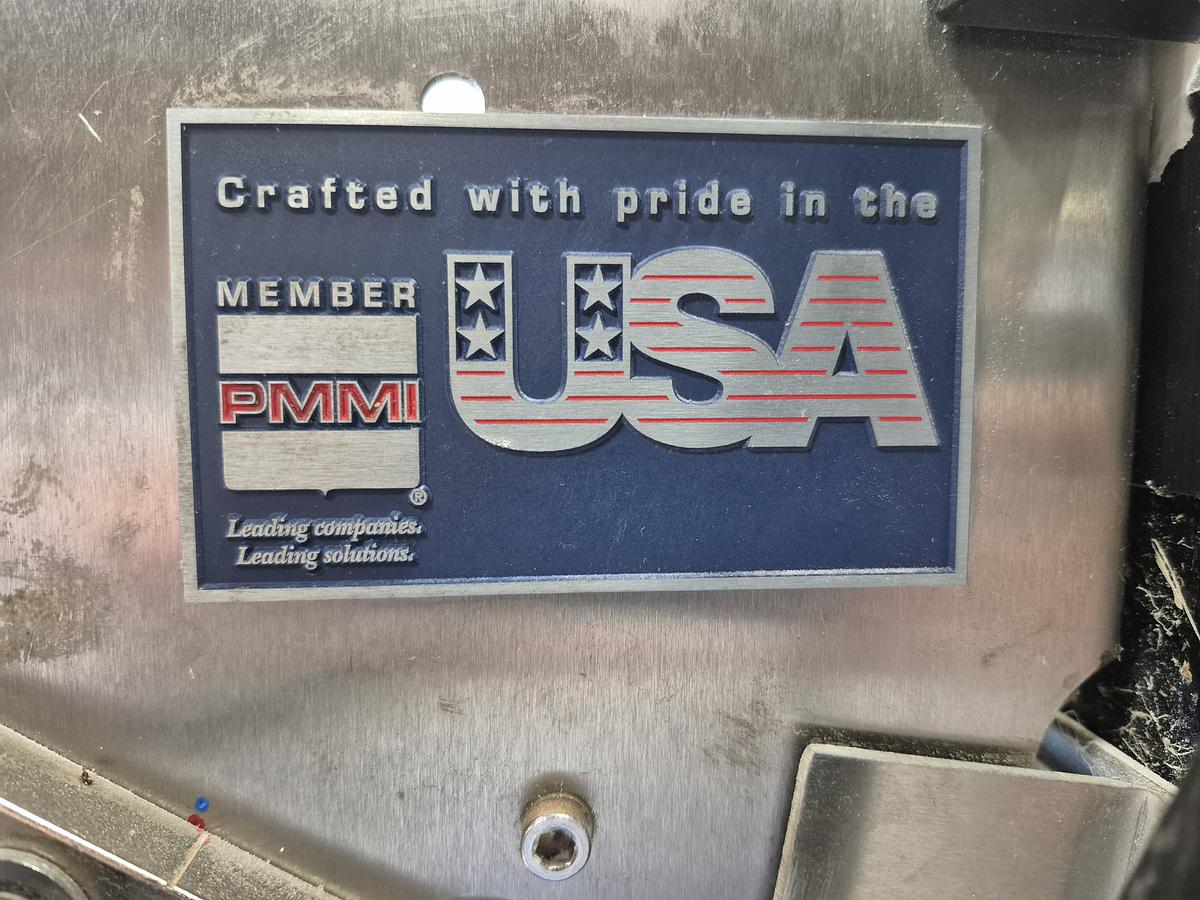 Crafted with pride in the
USA
MEMBER
PMMI
®
Leading companies.
Leading solutions.